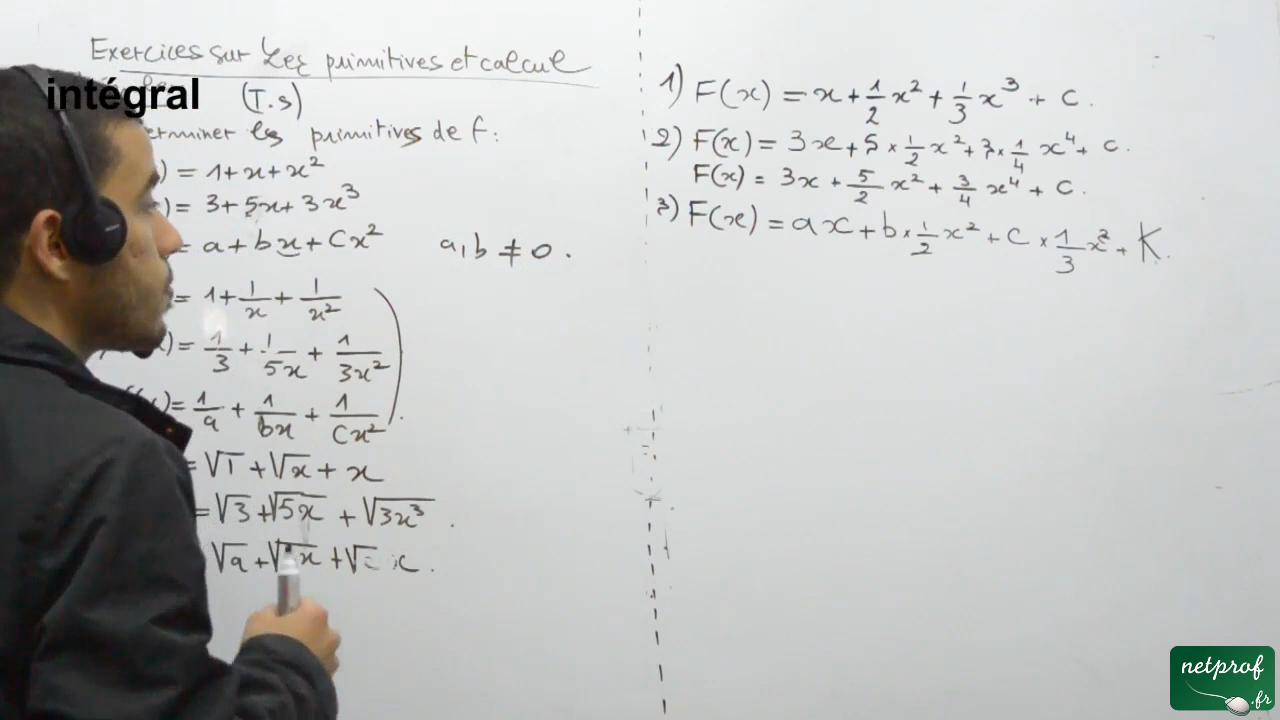 Exercices sur Les primitives et calcul
intégral (T.s)
les primitives de f:
) = 1+x+x²
) = 3+5x+3x³
= a+bx+Cx² a,b ≠ 0.
= 1+1/x+1/x²
) = 1/3+1/5x+1/3x²
)= 1/a+1/bx+1/Cx²
= √1+√x+x
= √3+√5x+√3x³.
√a+
1) F(x) = x+1/2 x²+1/3 x³+c.
2) F(x) = 3x+5×1/2 x²+3×1/4 x⁴+c.
F(x) = 3x+5/2 x²+3/4 x⁴+c.
3) F(x) = ax+b×1/2 x²+c×1/3 x³+K.
netprof
.fr